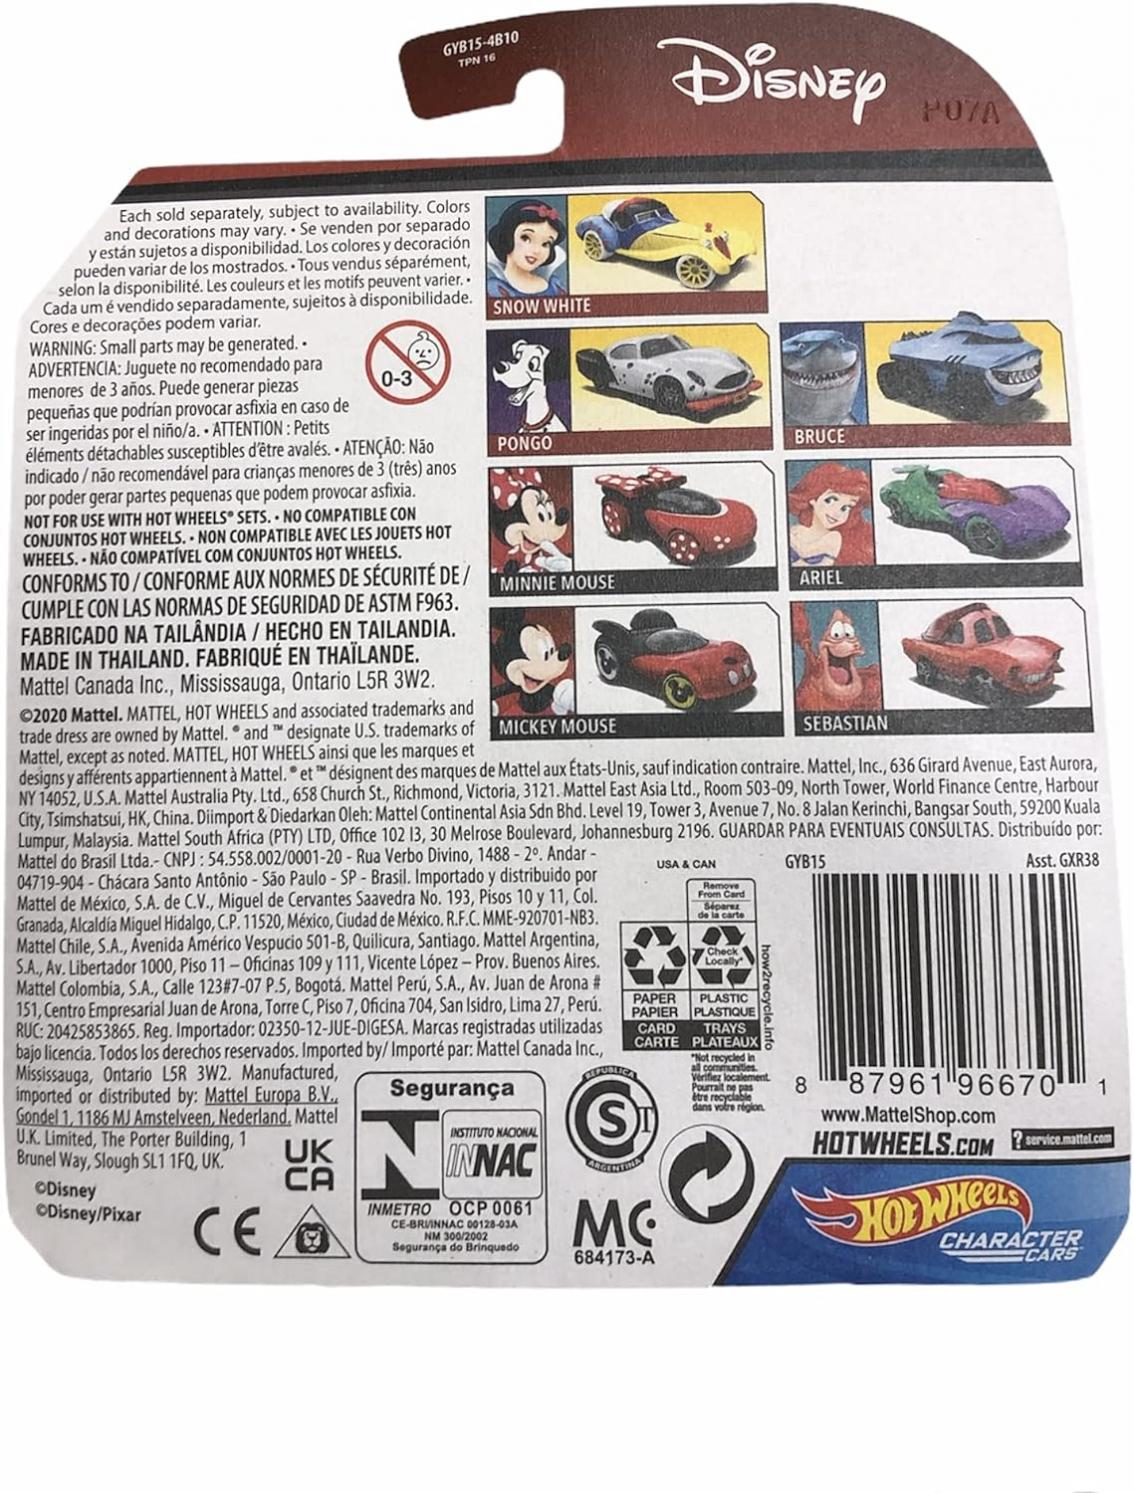 GYB15-4B10
TPN 16
Disney
P07A
Each sold separately, subject to availability. Colors
and decorations may vary. • Se venden por separado
y están sujetos a disponibilidad. Los colores y decoración
pueden variar de los mostrados. • Tous vendus séparément,
selon la disponibilité. Les couleurs et les motifs peuvent varier. •
Cada um é vendido separadamente, sujeitos à disponibilidade.
Cores e decorações podem variar.
WARNING: Small parts may be generated. •
ADVERTENCIA: Juguete no recomendado para
menores de 3 años. Puede generar piezas
pequeñas que podrían provocar asfixia en caso de
ser ingeridas por el niño/a. • ATTENTION : Petits
éléments détachables susceptibles d'être avalés. • ATENÇÃO: Não
indicado / não recomendável para crianças menores de 3 (três) anos
por poder gerar partes pequenas que podem provocar asfixia.
0-3
NOT FOR USE WITH HOT WHEELS® SETS. • NO COMPATIBLE CON
CONJUNTOS HOT WHEELS. • NON COMPATIBLE AVEC LES JOUETS HOT
WHEELS. • NÃO COMPATÍVEL COM CONJUNTOS HOT WHEELS.
CONFORMS TO / CONFORME AUX NORMES DE SÉCURITÉ DE /
CUMPLE CON LAS NORMAS DE SEGURIDAD DE ASTM F963.
FABRICADO NA TAILÂNDIA / HECHO EN TAILANDIA.
MADE IN THAILAND. FABRIQUÉ EN THAÏLANDE.
Mattel Canada Inc., Mississauga, Ontario L5R 3W2.
SNOW WHITE
PONGO
BRUCE
MINNIE MOUSE
ARIEL
MICKEY MOUSE
SEBASTIAN
©2020 Mattel. MATTEL, HOT WHEELS and associated trademarks and
trade dress are owned by Mattel. ® and ™ designate U.S. trademarks of
Mattel, except as noted. MATTEL, HOT WHEELS ainsi que les marques et
designs y afférents appartiennent à Mattel. ® et ™ désignent des marques de Mattel aux États-Unis, sauf indication contraire. Mattel, Inc., 636 Girard Avenue, East Aurora,
NY 14052, U.S.A. Mattel Australia Pty. Ltd., 658 Church St., Richmond, Victoria, 3121. Mattel East Asia Ltd., Room 503-09, North Tower, World Finance Centre, Harbour
City, Tsimshatsui, HK, China. Diimport & Diedarkan Oleh: Mattel Continental Asia Sdn Bhd. Level 19, Tower 3, Avenue 7, No. 8 Jalan Kerinchi, Bangsar South, 59200 Kuala
Lumpur, Malaysia. Mattel South Africa (PTY) LTD, Office 102 I3, 30 Melrose Boulevard, Johannesburg 2196. GUARDAR PARA EVENTUAIS CONSULTAS. Distribuído por:
Mattel do Brasil Ltda.- CNPJ : 54.558.002/0001-20 - Rua Verbo Divino, 1488 - 2º. Andar -
04719-904 - Chácara Santo Antônio - São Paulo - SP - Brasil. Importado y distribuido por
Mattel de México, S.A. de C.V., Miguel de Cervantes Saavedra No. 193, Pisos 10 y 11, Col.
Granada, Alcaldía Miguel Hidalgo, C.P. 11520, México, Ciudad de México. R.F.C. MME-920701-NB3.
Mattel Chile, S.A., Avenida Américo Vespucio 501-B, Quilicura, Santiago. Mattel Argentina,
S.A., Av. Libertador 1000, Piso 11 – Oficinas 109 y 111, Vicente López – Prov. Buenos Aires.
Mattel Colombia, S.A., Calle 123#7-07 P.5, Bogotá. Mattel Perú, S.A., Av. Juan de Arona #
151, Centro Empresarial Juan de Arona, Torre C, Piso 7, Oficina 704, San Isidro, Lima 27, Perú.
RUC: 20425853865. Reg. Importador: 02350-12-JUE-DIGESA. Marcas registradas utilizadas
bajo licencia. Todos los derechos reservados. Imported by/ Importé par: Mattel Canada Inc.,
Mississauga, Ontario L5R 3W2. Manufactured,
imported or distributed by: Mattel Europa B.V.,
Gondel 1, 1186 MJ Amstelveen, Nederland. Mattel
U.K. Limited, The Porter Building, 1
Brunel Way, Slough SL1 1FQ, UK.
©Disney
©Disney/Pixar
UK
CA
CE
Segurança
INSTITUTO NACIONAL
INNAC
INMETRO OCP 0061
CE-BRI/INNAC 00128-03A
NM 300/2002
Segurança do Brinquedo
USA & CAN
Remove
From Card
Séparez
de la carte
Check
Locally*
PAPER
PAPIER
CARD
CARTE
PLASTIC
PLASTIQUE
TRAYS
PLATEAUX
how2recycle.info
*Not recycled in
all communities.
Vérifiez localement.
Pourrait ne pas
être recyclable
dans votre région.
REPUBLICA
ST
ARGENTINA
MC
684173-A
GYB15
Asst. GXR38
8 87961 96670 1
www.MattelShop.com
HOTWHEELS.COM
? service.mattel.com
Hot Wheels
CHARACTER
CARS™